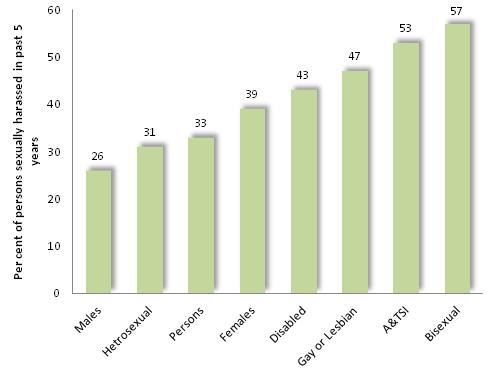 Per cent of persons sexually harassed in past 5
years
60
50
40
30
20
10
0
26
31
33
39
43
47
53
57
Males
Hetrosexual
Persons
Females
Disabled
Gay or Lesbian
A&TSI
Bisexual